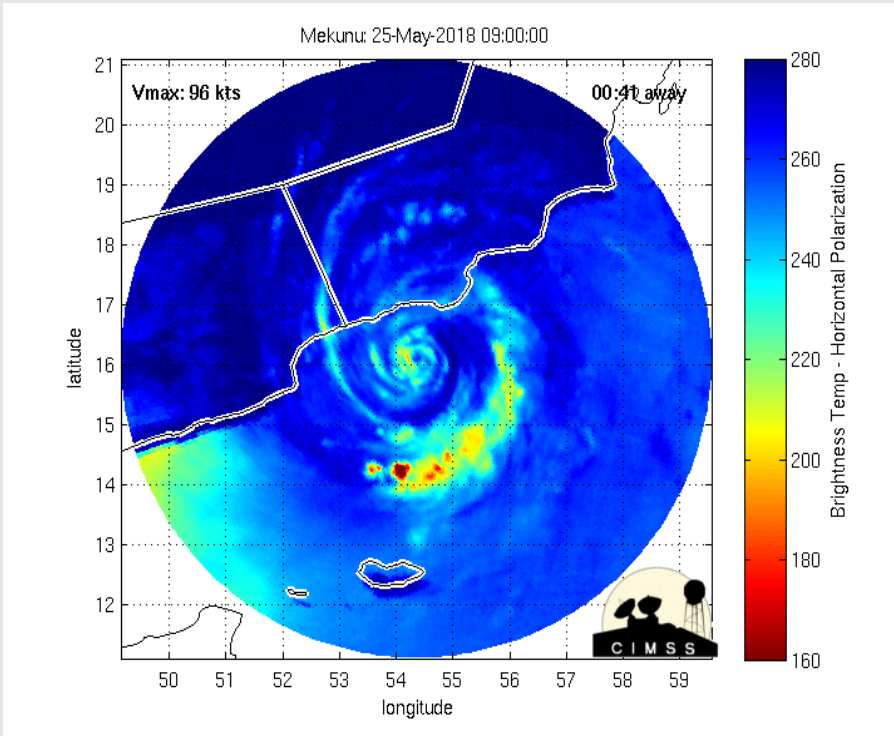 Mekunu: 25-May-2018 09:00:00
Vmax: 96 kts
00:41 away
21
20
19
18
17
16
15
14
13
12
latitude
50 51 52 53 54 55 56 57 58 59
longitude
280
260
240
220
200
180
160
Brightness Temp - Horizontal Polarization
CIMSS